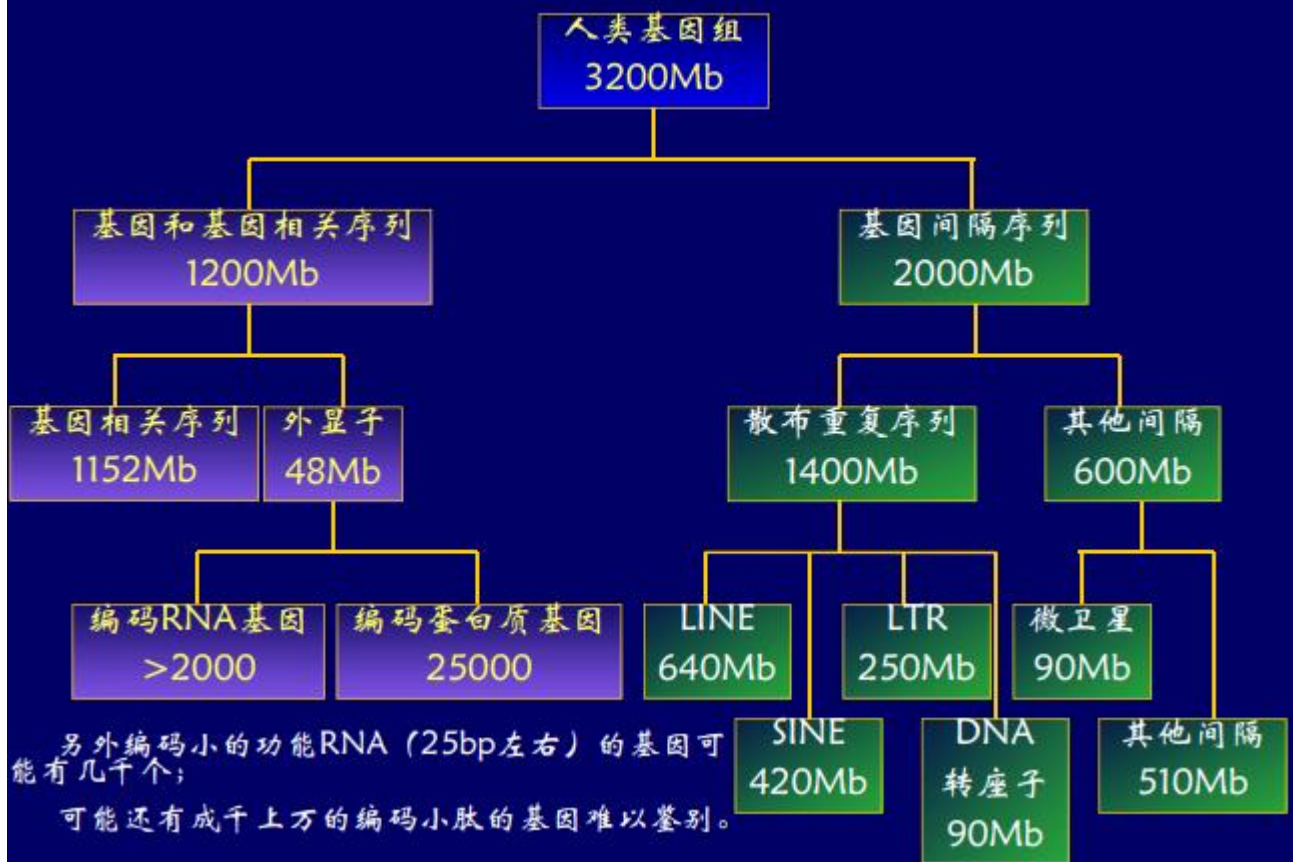 人类基因组
3200Mb
基因和基因相关序列
1200Mb
基因间隔序列
2000Mb
基因相关序列
1152Mb
外显子
48Mb
散布重复序列
1400Mb
其他间隔
600Mb
编码RNA基因
>2000
编码蛋白质基因
25000
LINE
640Mb
LTR
250Mb
微卫星
90Mb
SINE
420Mb
DNA
转座子
90Mb
其他间隔
510Mb
另外编码小的功能RNA（25bp左右）的基因可
能有几千个；
可能还有成千上万的编码小肽的基因难以鉴别。